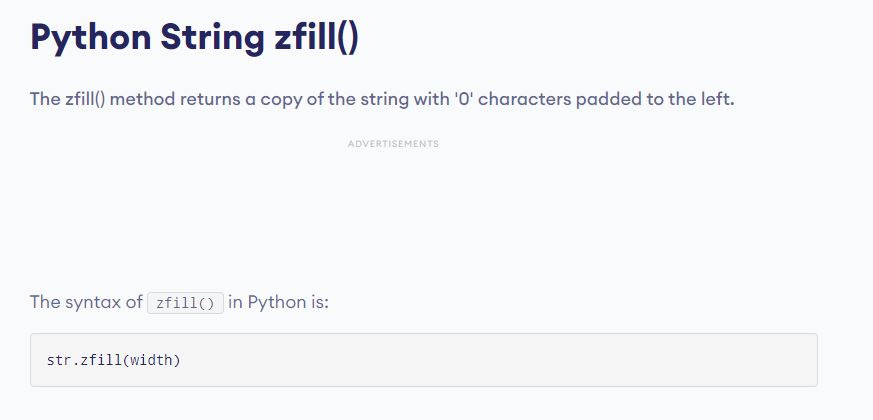 Python String zfill()
The zfill() method returns a copy of the string with '0' characters padded to the left.
ADVERTISEMENTS
The syntax of zfill() in Python is:
str.zfill(width)